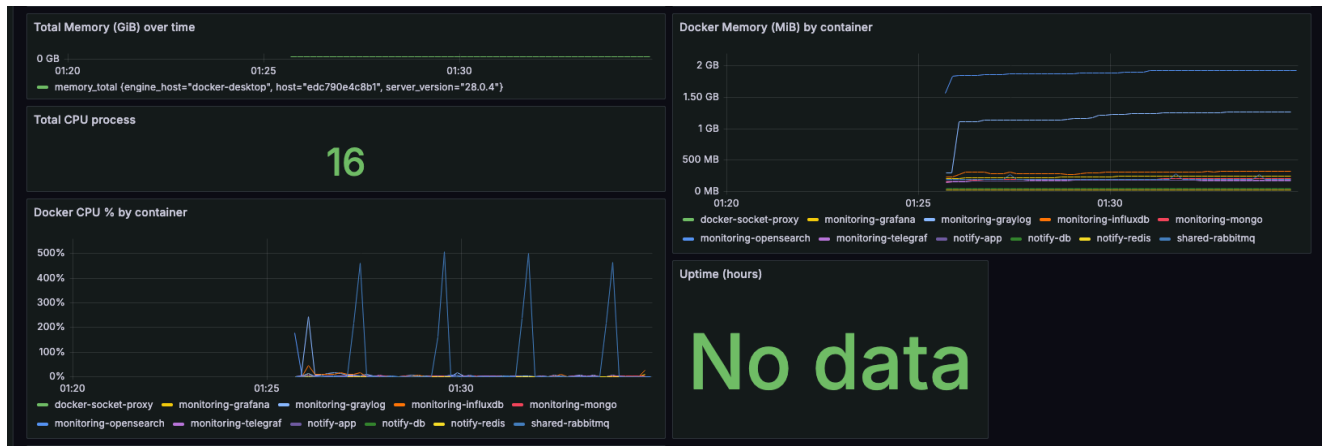 Total Memory (GiB) over time
0 GB
01:20 01:25 01:30
memory_total {engine_host="docker-desktop", host="edc790e4c8b1", server_version="28.0.4"}
Total CPU process
16
Docker CPU % by container
500%
400%
300%
200%
100%
0%
01:20 01:25 01:30
docker-socket-proxy monitoring-grafana monitoring-graylog monitoring-influxdb monitoring-mongo
monitoring-opensearch monitoring-telegraf notify-app notify-db notify-redis shared-rabbitmq
Docker Memory (MiB) by container
2 GB
1.50 GB
1 GB
500 MB
0 MB
01:20 01:25 01:30
docker-socket-proxy monitoring-grafana monitoring-graylog monitoring-influxdb monitoring-mongo
monitoring-opensearch monitoring-telegraf notify-app notify-db notify-redis shared-rabbitmq
Uptime (hours)
No data